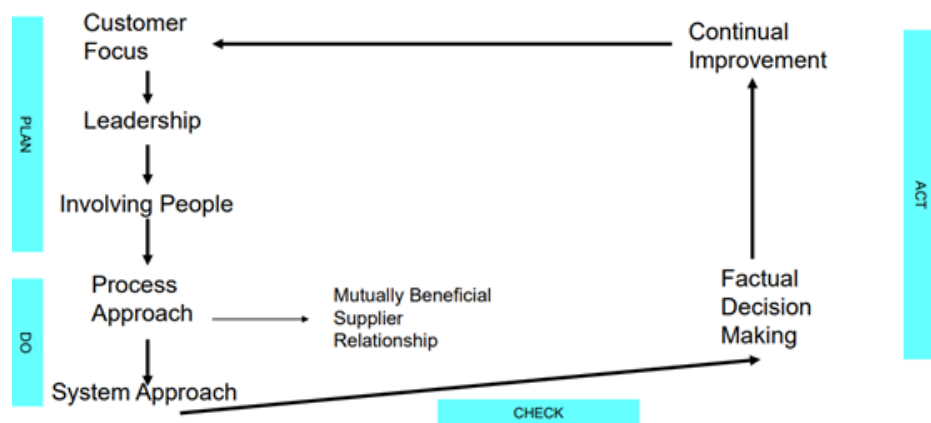 Customer
Focus
Continual
Improvement
PLAN
Leadership
Involving People
ACT
Process
Approach
Mutually Beneficial
Supplier
Relationship
Factual
Decision
Making
DO
System Approach
CHECK